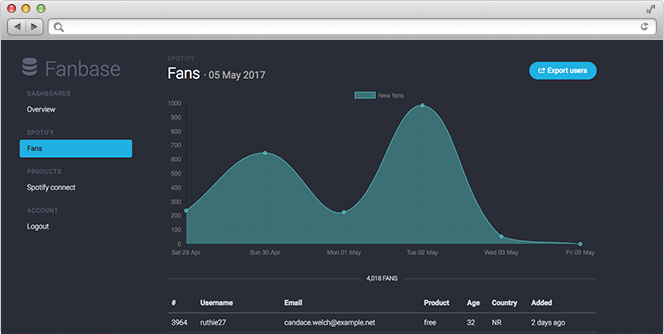 Fanbase
DASHBOARDS
Overview
SPOTIFY
Fans
PRODUCTS
Spotify connect
ACCOUNT
Logout
SPOTIFY
Fans · 05 May 2017
Export users
New fans
1000
900
800
700
600
500
400
300
200
100
0
Sat 29 Apr
Sun 30 Apr
Mon 01 May
Tue 02 May
Wed 03 May
Fri 05 May
4,018 FANS
# Username Email Product Age Country Added
3964 ruthie27 candace.welch@example.net free 32 NR 2 days ago